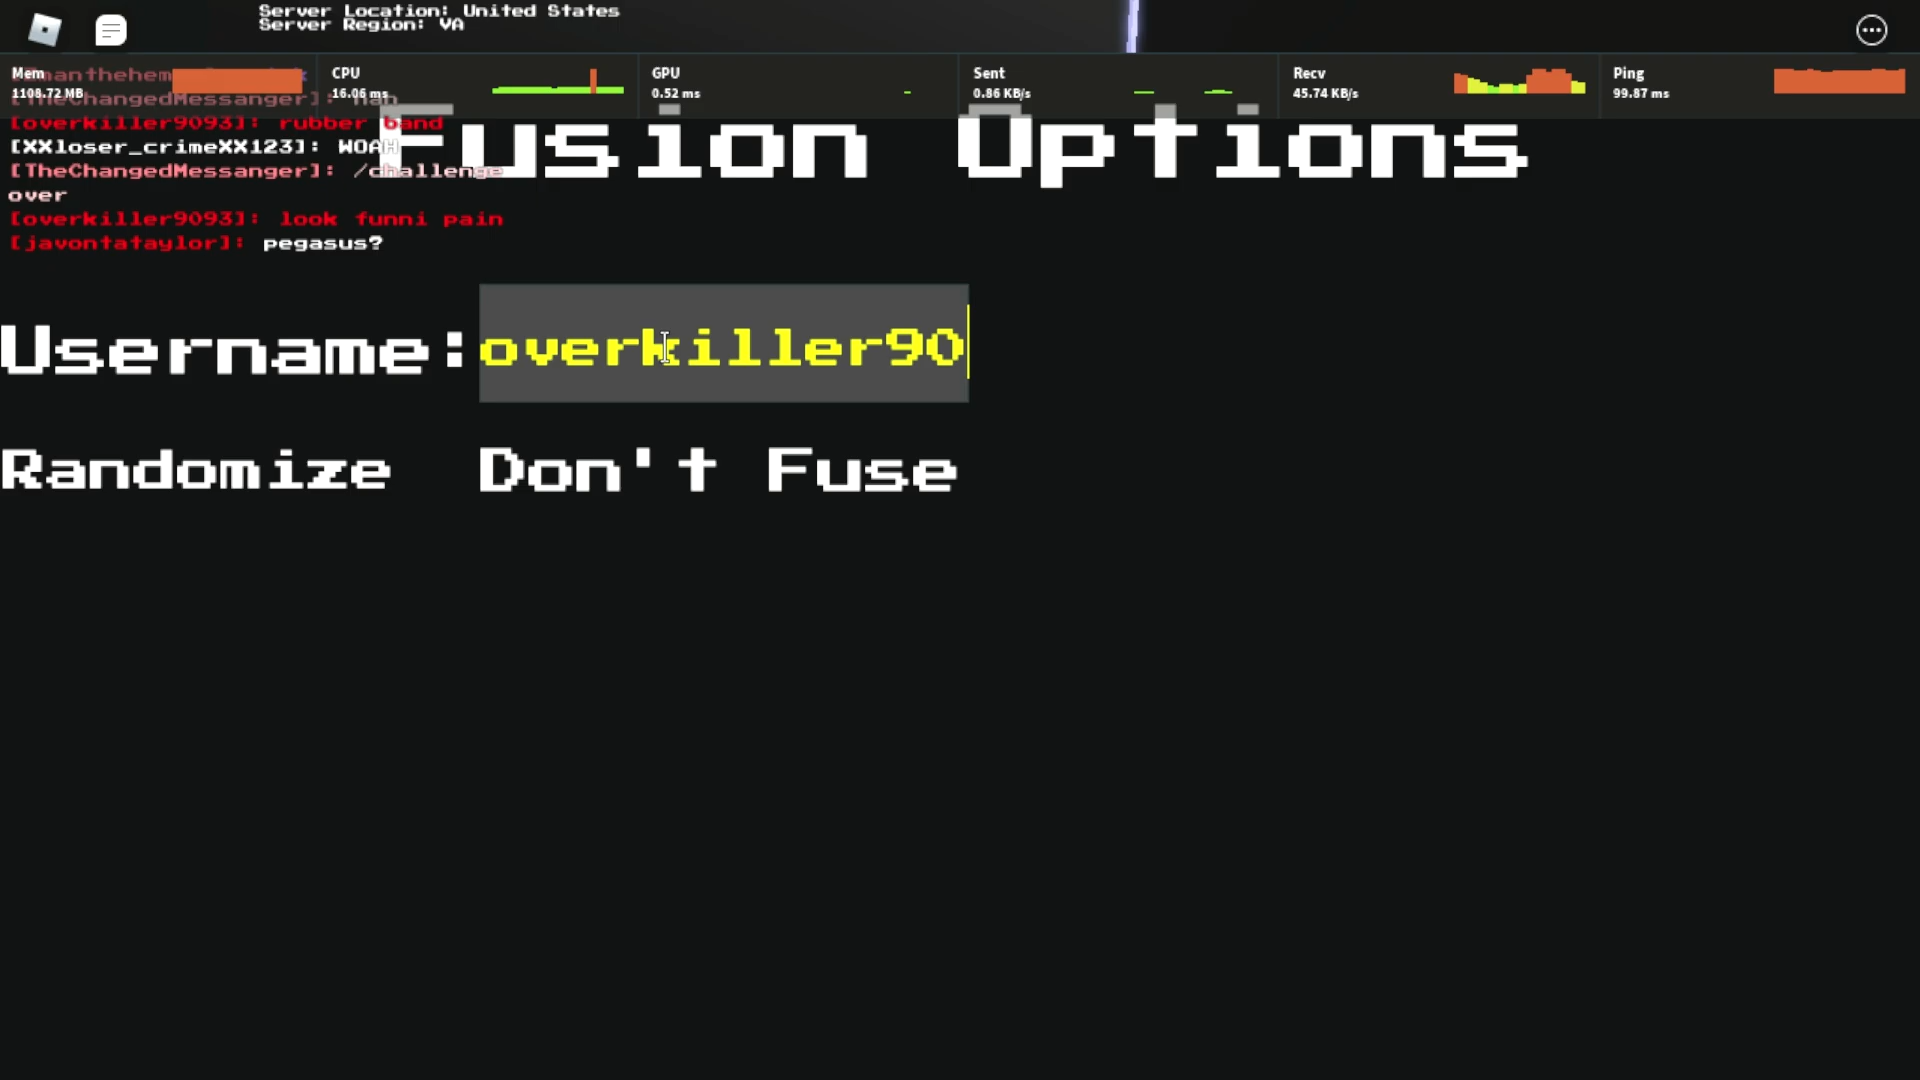 Server Location: United States
Server Region: VA
Mem
1108.72 MB
CPU
16.06 ms
GPU
0.52 ms
Sent
0.86 KB/s
Recv
45.74 KB/s
Ping
99.87 ms
[TheChangedMessanger]: nah
[overkiller9093]: rubber band
[XXloser_crimeXX123]: WOAH
[TheChangedMessanger]: /challenge
over
[overkiller9093]: look funni pain
[javontataylor]: pegasus?
Fusion Options
Username:
overkiller90
Randomize
Don't Fuse